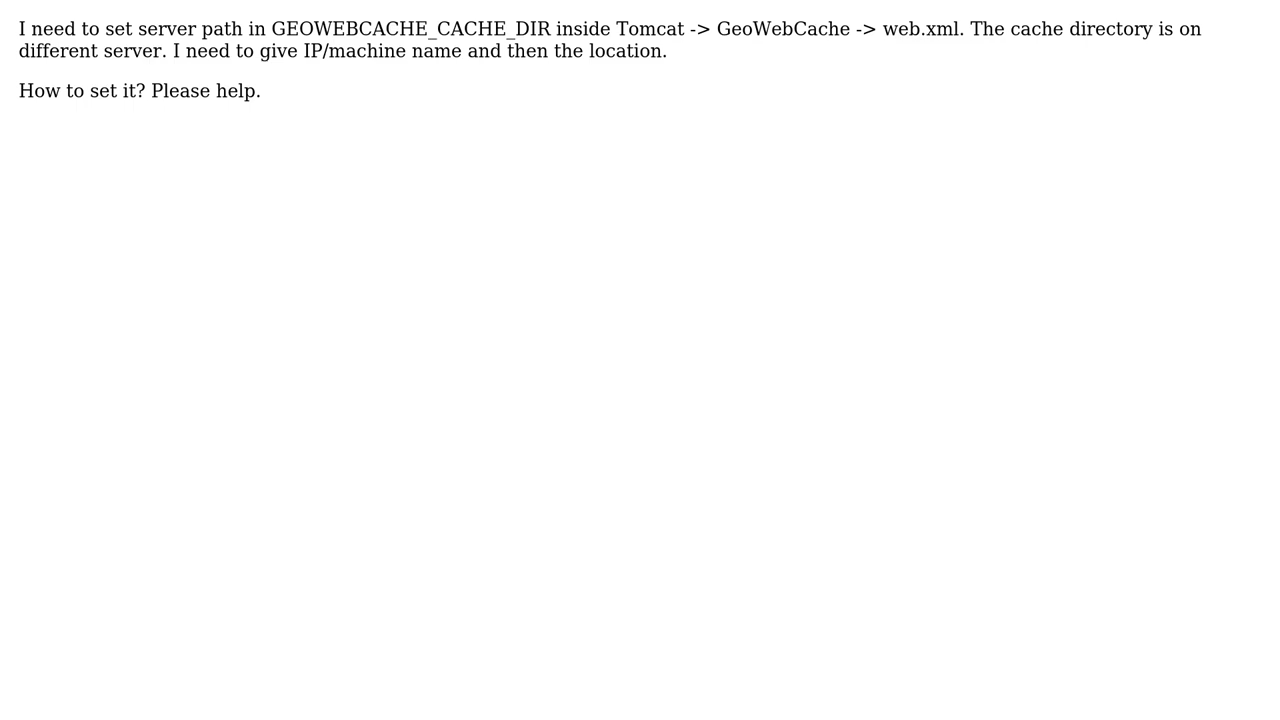 I need to set server path in GEOWEBCACHE_CACHE_DIR inside Tomcat -> GeoWebCache -> web.xml. The cache directory is on
different server. I need to give IP/machine name and then the location.
How to set it? Please help.